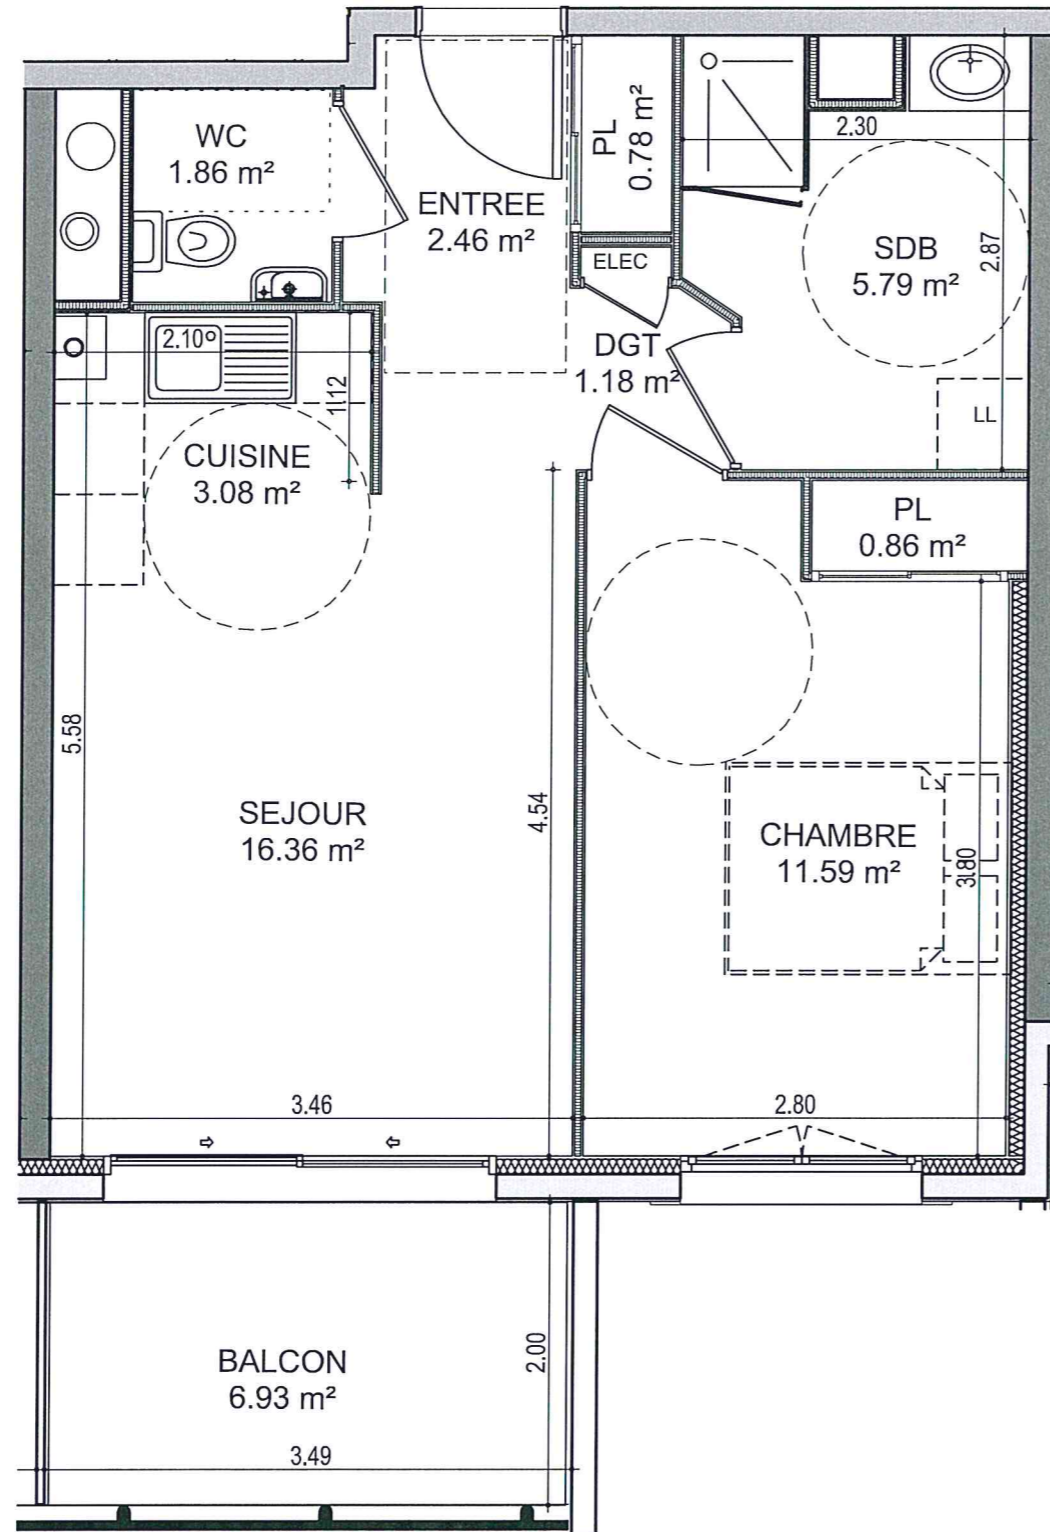 WC
1.86 m²
ENTREE
2.46 m²
PL
0.78 m²
2.30
SDB
5.79 m²
2.87
ELEC
DGT
1.18 m²
2.10
1.12
LL
CUISINE
3.08 m²
PL
0.86 m²
5.58
SEJOUR
16.36 m²
4.54
CHAMBRE
11.59 m²
3.80
3.46
2.80
BALCON
6.93 m²
2.00
3.49